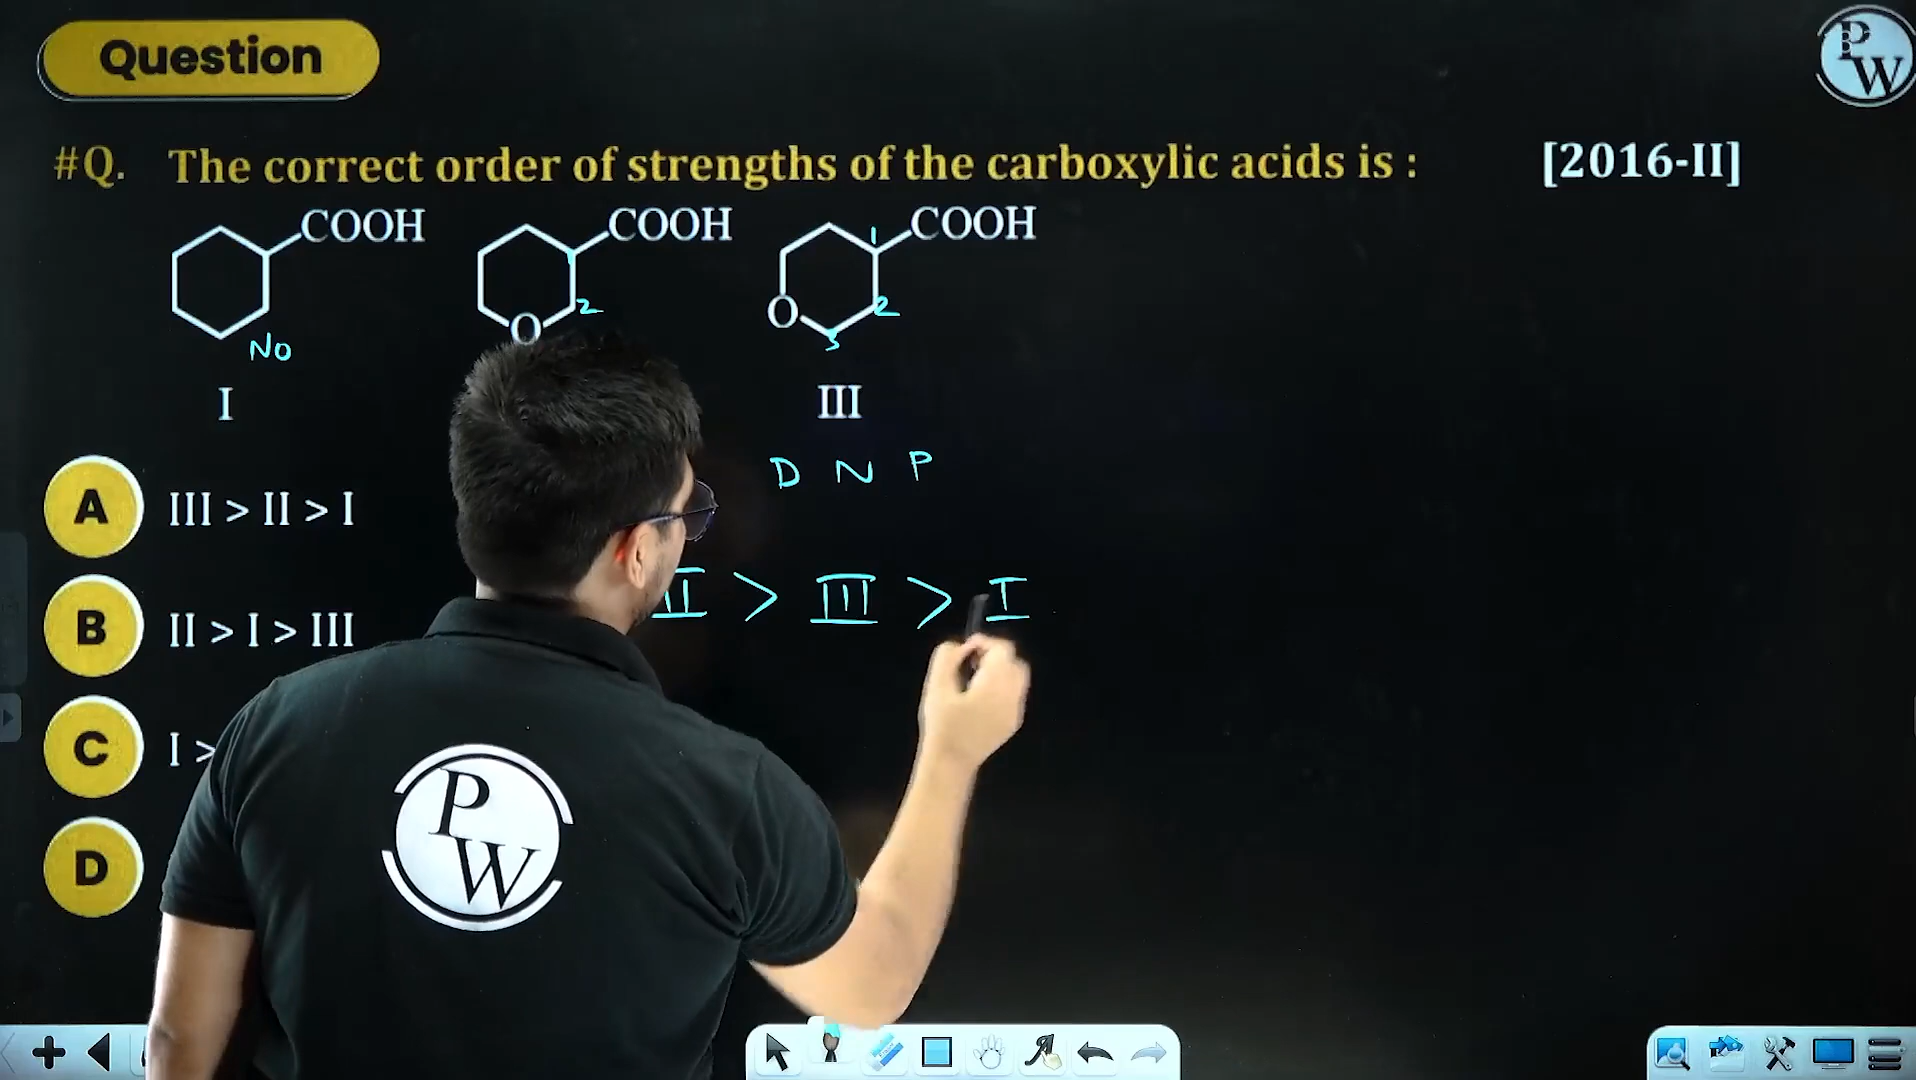 Question
PW
#Q. The correct order of strengths of the carboxylic acids is : [2016-II]
COOH COOH COOH
1
O 2 O 2
3
No
I III
D N P
A III > II > I
II > III > I
B II > I > III
C I >
D
PW